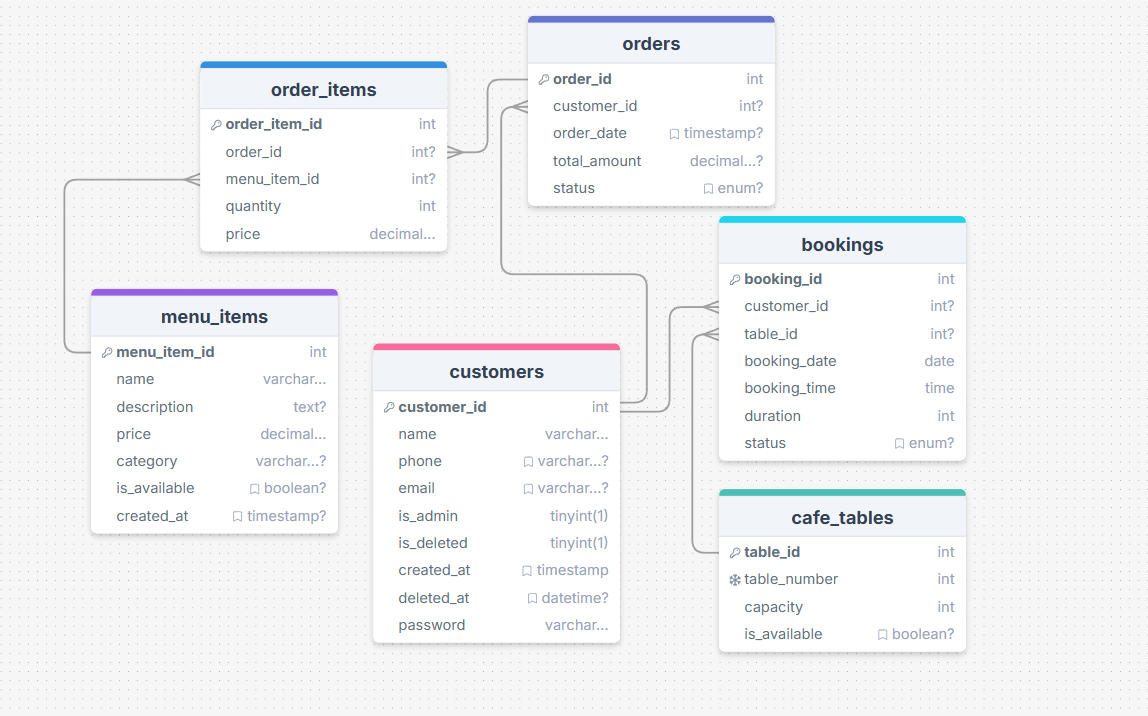 orders
order_id int
customer_id int?
order_date timestamp?
total_amount decimal...?
status enum?
order_items
order_item_id int
order_id int?
menu_item_id int?
quantity int
price decimal...
bookings
booking_id int
customer_id int?
table_id int?
booking_date date
booking_time time
duration int
status enum?
menu_items
menu_item_id int
name varchar...
description text?
price decimal...
category varchar...?
is_available boolean?
created_at timestamp?
customers
customer_id int
name varchar...
phone varchar...?
email varchar...?
is_admin tinyint(1)
is_deleted tinyint(1)
created_at timestamp
deleted_at datetime?
password varchar...
cafe_tables
table_id int
table_number int
capacity int
is_available boolean?